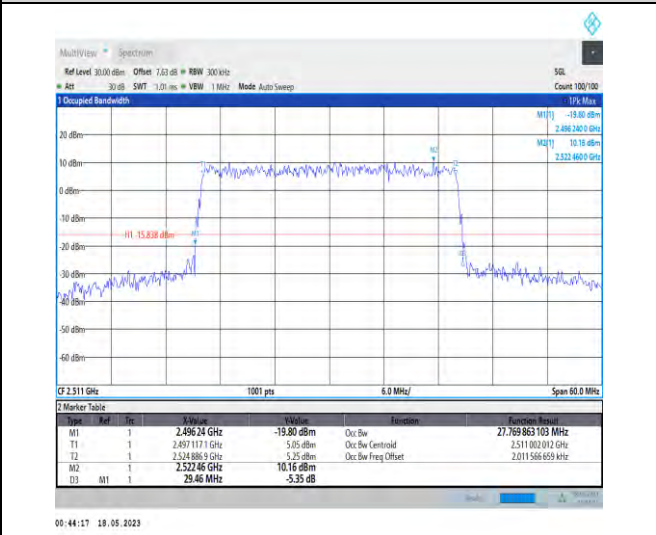 MultiView Spectrum
Ref Level 30.00 dBm Offset 7.63 dB RBW 300 kHz SGL
Att 30 dB SWT 1.01 ms VBW 1 MHz Mode Auto Sweep Count 100/100
1 Occupied Bandwidth 1Pk Max
M1[1] -19.80 dBm
2.496 240 0 GHz
M2[1] 10.16 dBm
2.522 460 0 GHz
20 dBm
M2
10 dBm
0 dBm
-10 dBm
H1 -15.838 dBm M1
-20 dBm
-30 dBm
-40 dBm
-50 dBm
-60 dBm
CF 2.511 GHz 1001 pts 6.0 MHz/ Span 60.0 MHz
2 Marker Table
Type Ref Trc X-Value Y-Value Function Function Result
M1 1 2.496 24 GHz -19.80 dBm Occ Bw 27.769 863 103 MHz
T1 1 2.497 117 1 GHz 5.05 dBm Occ Bw Centroid 2.511 002 012 GHz
T2 1 2.524 886 9 GHz 5.25 dBm Occ Bw Freq Offset 2.011 566 659 kHz
M2 1 2.522 46 GHz 10.16 dBm
D3 M1 1 29.46 MHz -5.35 dB
00:44:17 18.05.2023